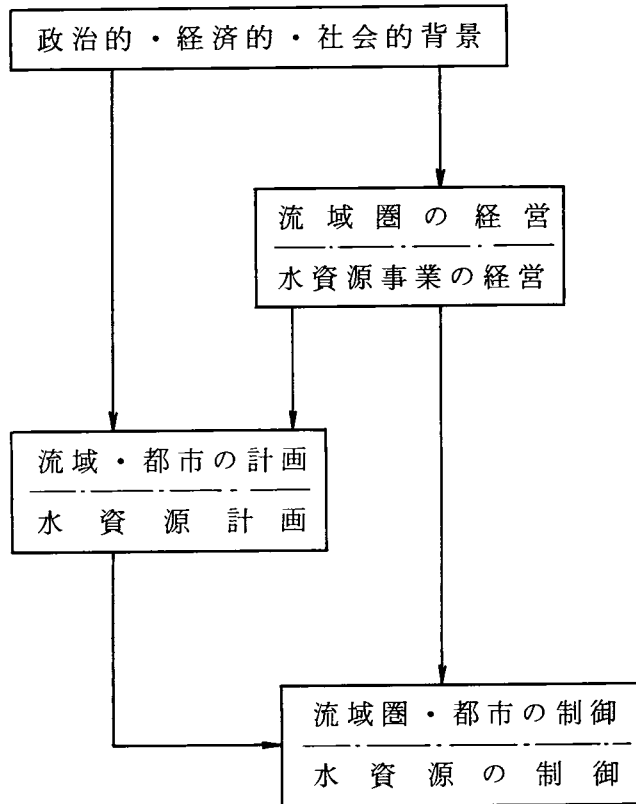 政治的・経済的・社会的背景
流域圏の経営
水資源事業の経営
流域・都市の計画
水資源計画
流域圏・都市の制御
水資源の制御